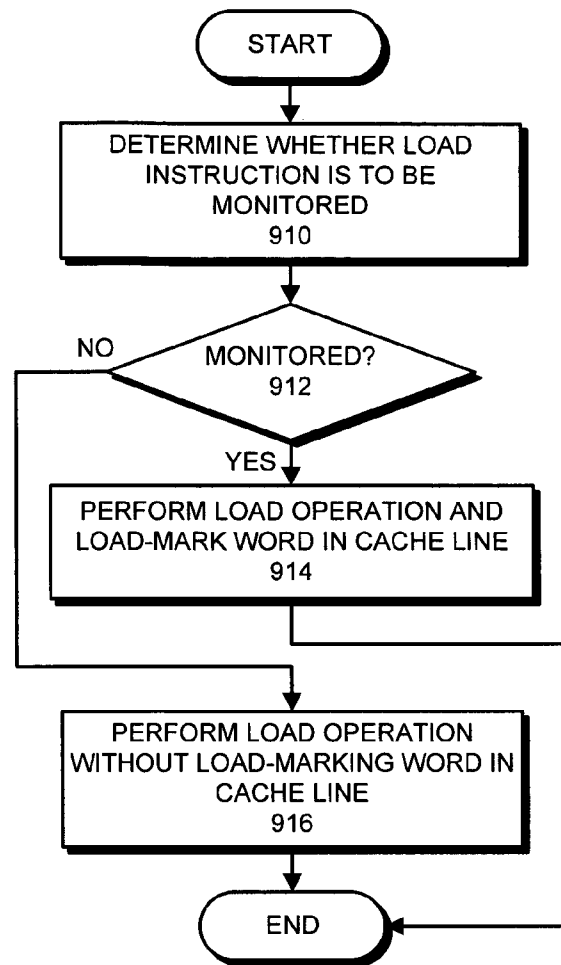 START
DETERMINE WHETHER LOAD
INSTRUCTION IS TO BE
MONITORED
910
NO
MONITORED?
912
YES
PERFORM LOAD OPERATION AND
LOAD-MARK WORD IN CACHE LINE
914
PERFORM LOAD OPERATION
WITHOUT LOAD-MARKING WORD IN
CACHE LINE
916
END